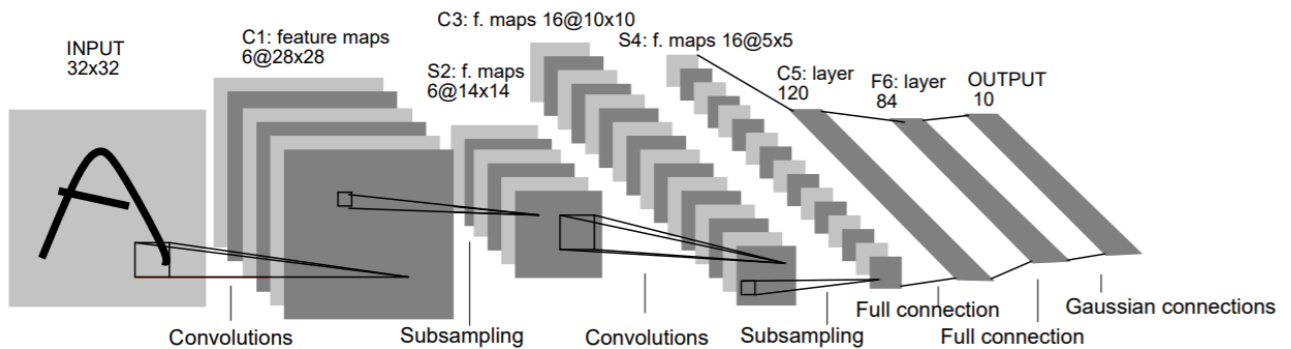 INPUT
32x32
C1: feature maps
6@28x28
S2: f. maps
6@14x14
C3: f. maps 16@10x10
S4: f. maps 16@5x5
C5: layer
120
F6: layer
84
OUTPUT
10
Convolutions
Subsampling
Convolutions
Subsampling
Full connection
Full connection
Gaussian connections